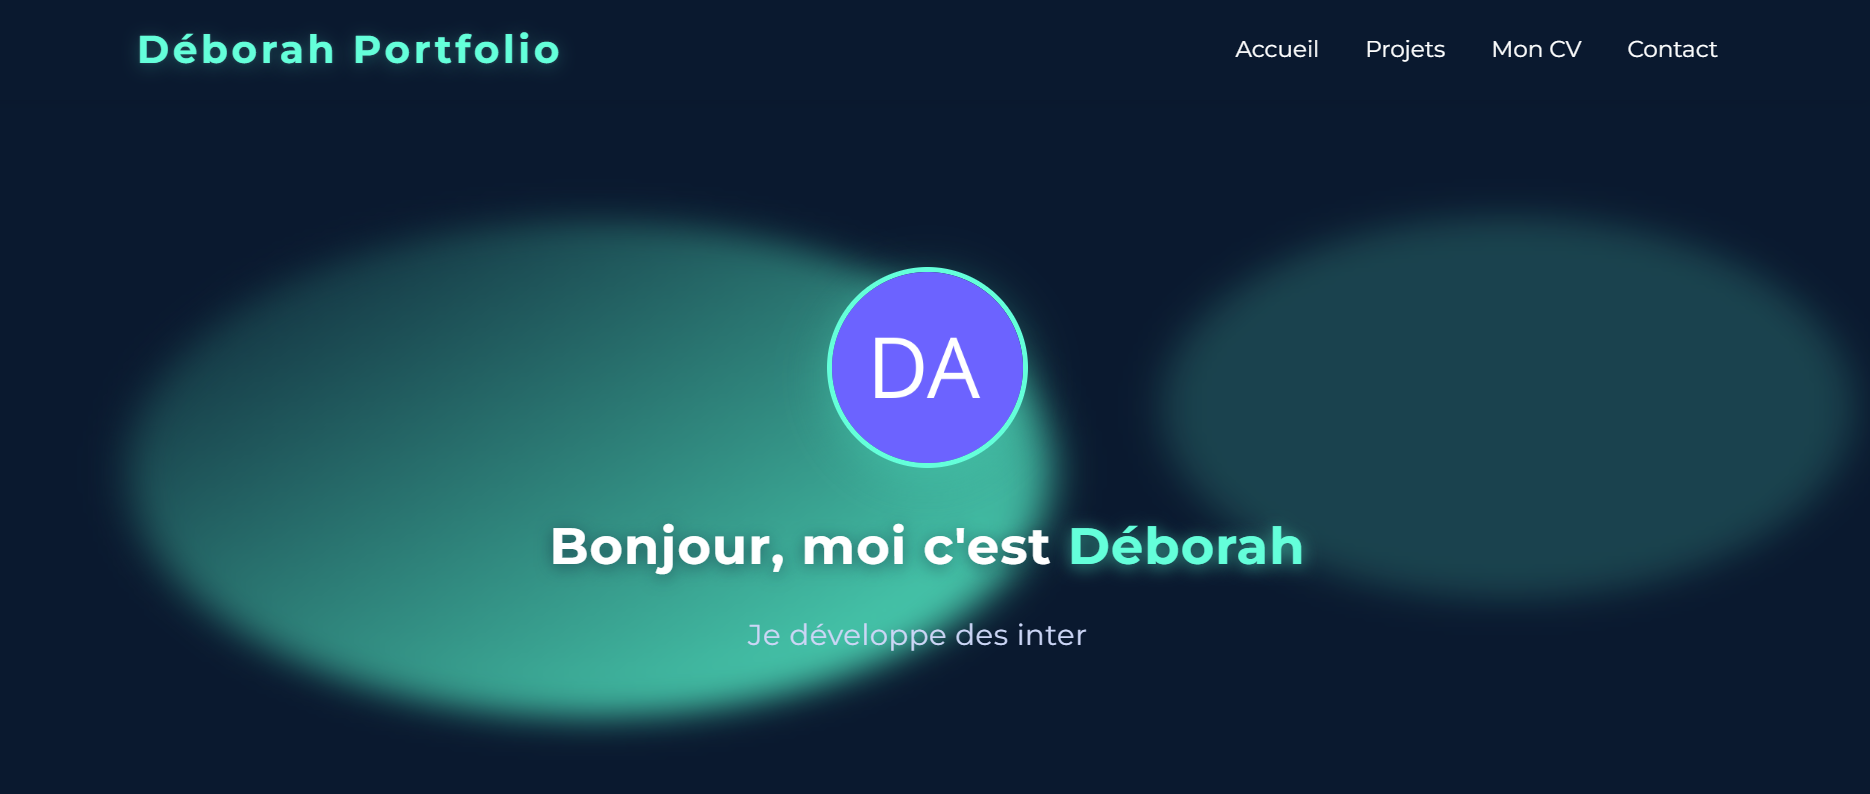 Déborah Portfolio
Accueil Projets Mon CV Contact
DA
Bonjour, moi c'est Déborah
Je développe des inter